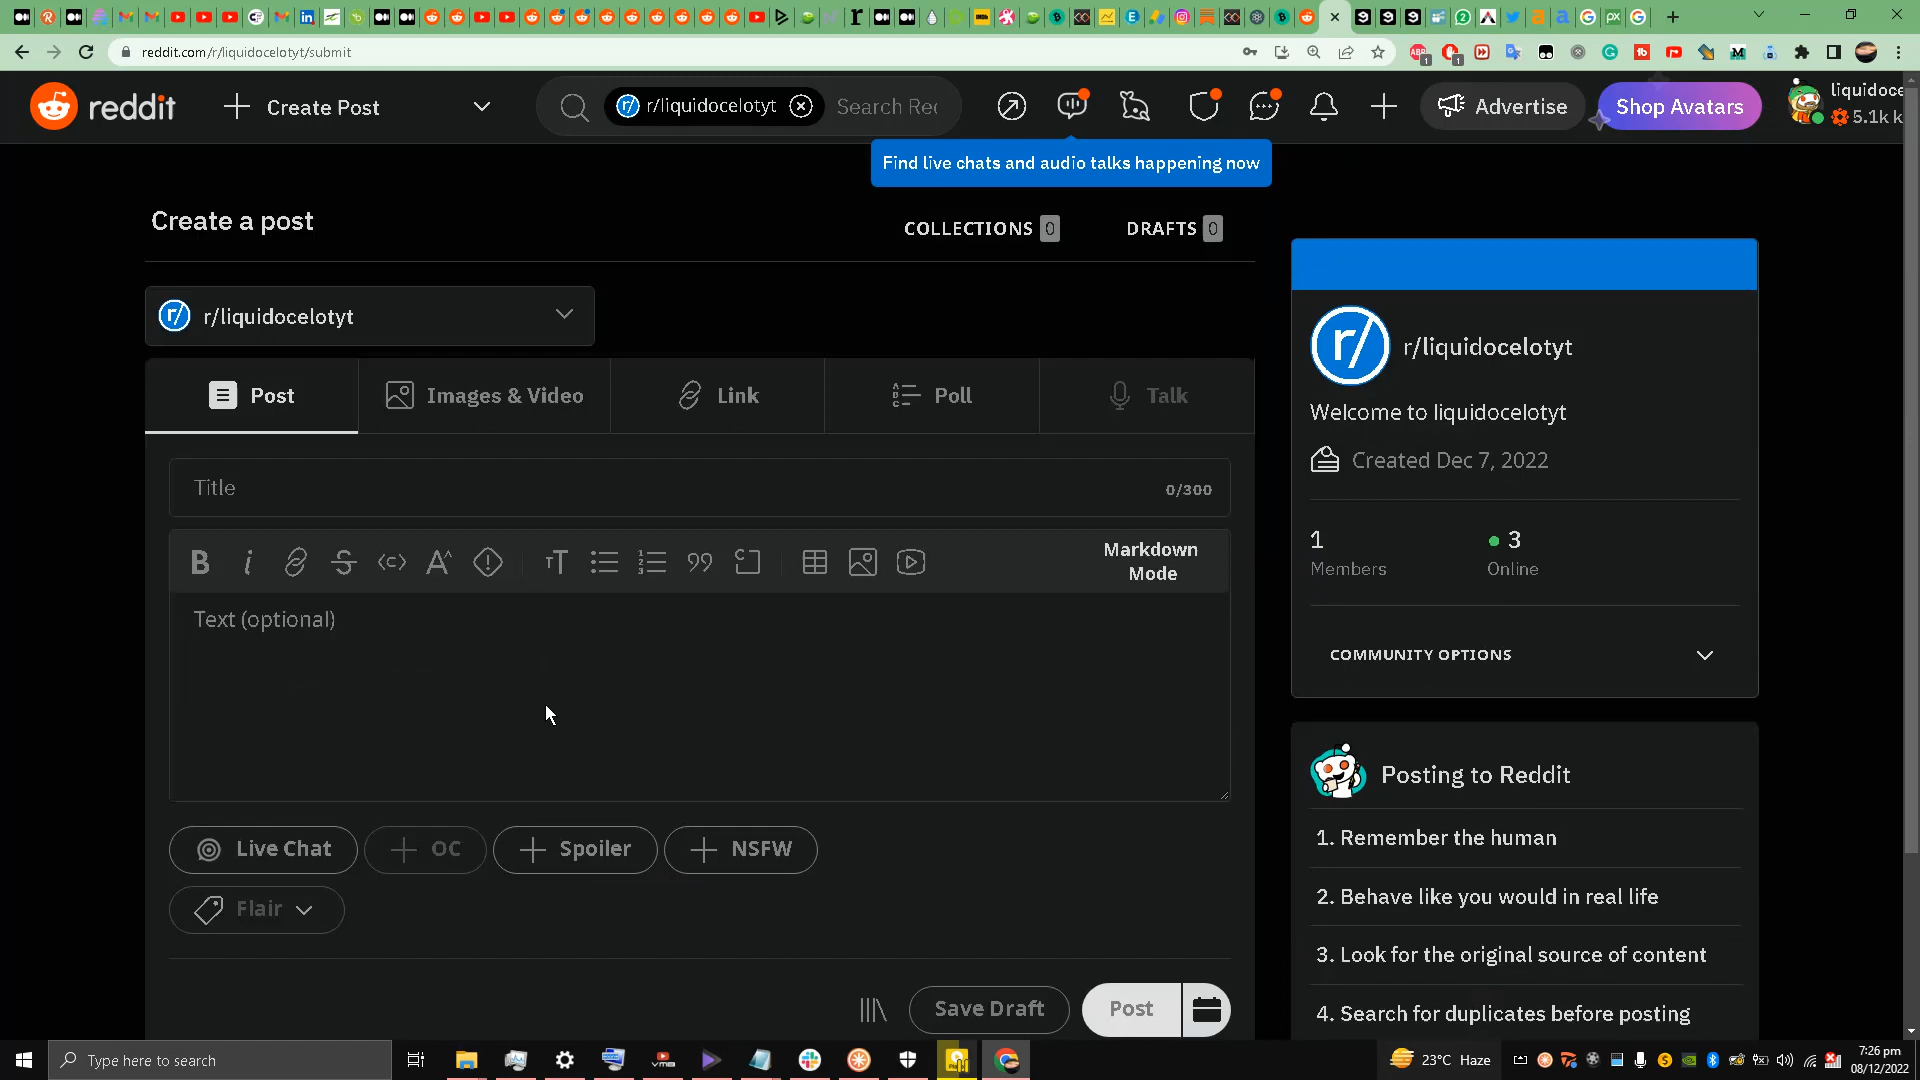 reddit.com/r/liquidocelotyt/submit
reddit
Create Post
r/liquidocelotyt
Search Rec
Advertise
Shop Avatars
liquidoce
5.1k k
Find live chats and audio talks happening now
Create a post
COLLECTIONS 0
DRAFTS 0
r/liquidocelotyt
Post
Images & Video
Link
Poll
Talk
Title
0/300
Markdown
Mode
Text (optional)
Live Chat
OC
Spoiler
NSFW
Flair
Save Draft
Post
r/liquidocelotyt
Welcome to liquidocelotyt
Created Dec 7, 2022
1
Members
3
Online
COMMUNITY OPTIONS
Posting to Reddit
1. Remember the human
2. Behave like you would in real life
3. Look for the original source of content
4. Search for duplicates before posting
Type here to search
23°C Haze
7:26 pm
08/12/2022